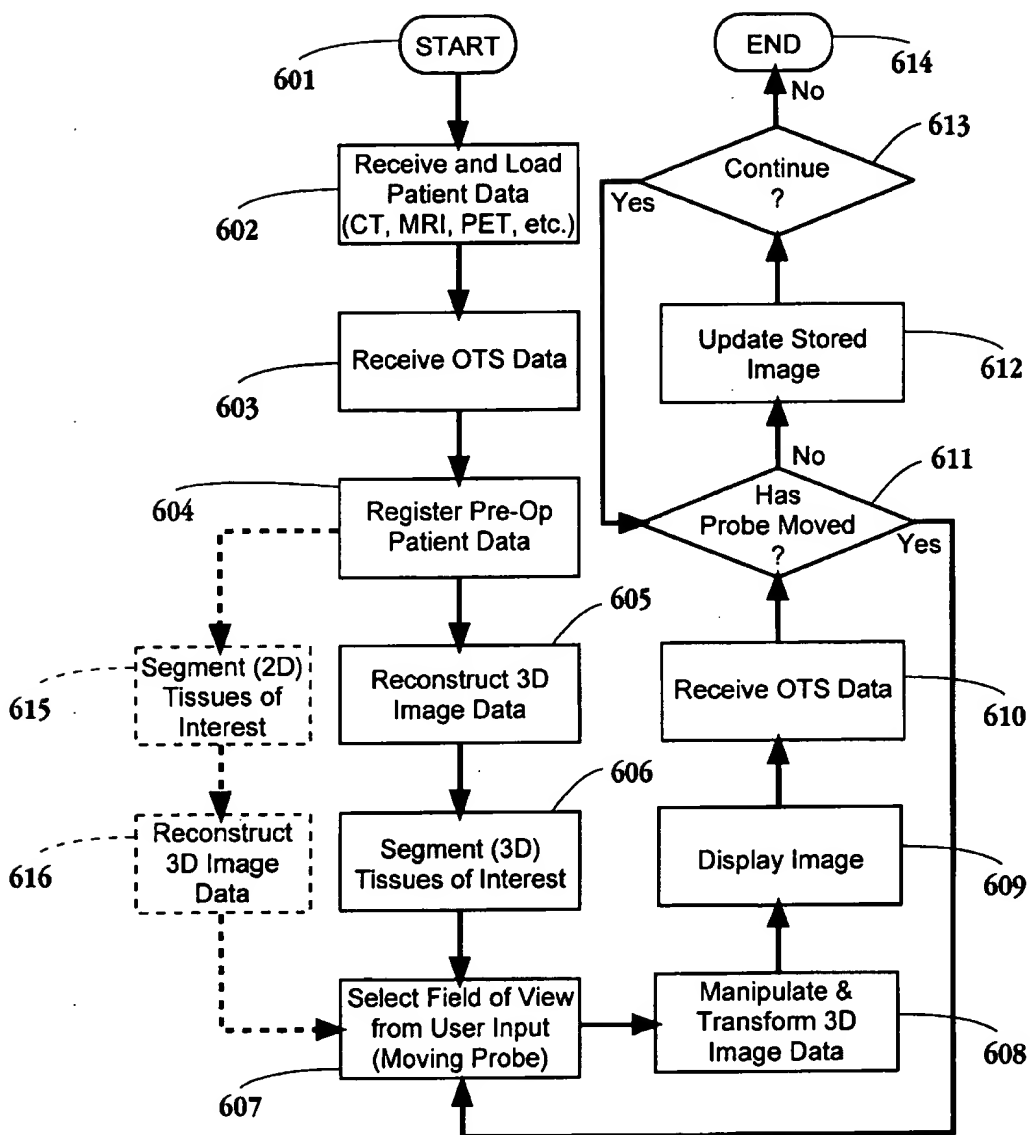 START
601
Receive and Load
Patient Data
(CT, MRI, PET, etc.)
602
Receive OTS Data
603
604
Register Pre-Op
Patient Data
605
Reconstruct 3D
Image Data
606
Segment (3D)
Tissues of Interest
Segment (2D)
Tissues of
Interest
615
Reconstruct
3D Image
Data
616
Select Field of View
from User Input
(Moving Probe)
607
Manipulate &
Transform 3D
Image Data
608
Display Image
609
Receive OTS Data
610
Has
Probe Moved
?
611
Yes
No
Update Stored
Image
612
Continue
?
613
Yes
No
END
614